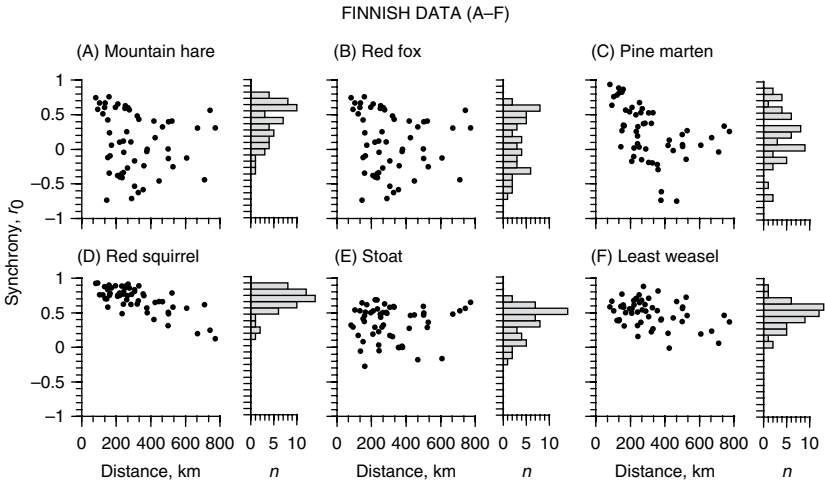 FINNISH DATA (A–F)
(A) Mountain hare
(B) Red fox
(C) Pine marten
1
0.5
0
−0.5
−1
Synchrony, r0
(D) Red squirrel
(E) Stoat
(F) Least weasel
1
0.5
0
−0.5
−1
0 200 400 600 800 0 5 10 0 200 400 600 800 0 5 10 0 200 400 600 800 0 5 10
Distance, km n Distance, km n Distance, km n